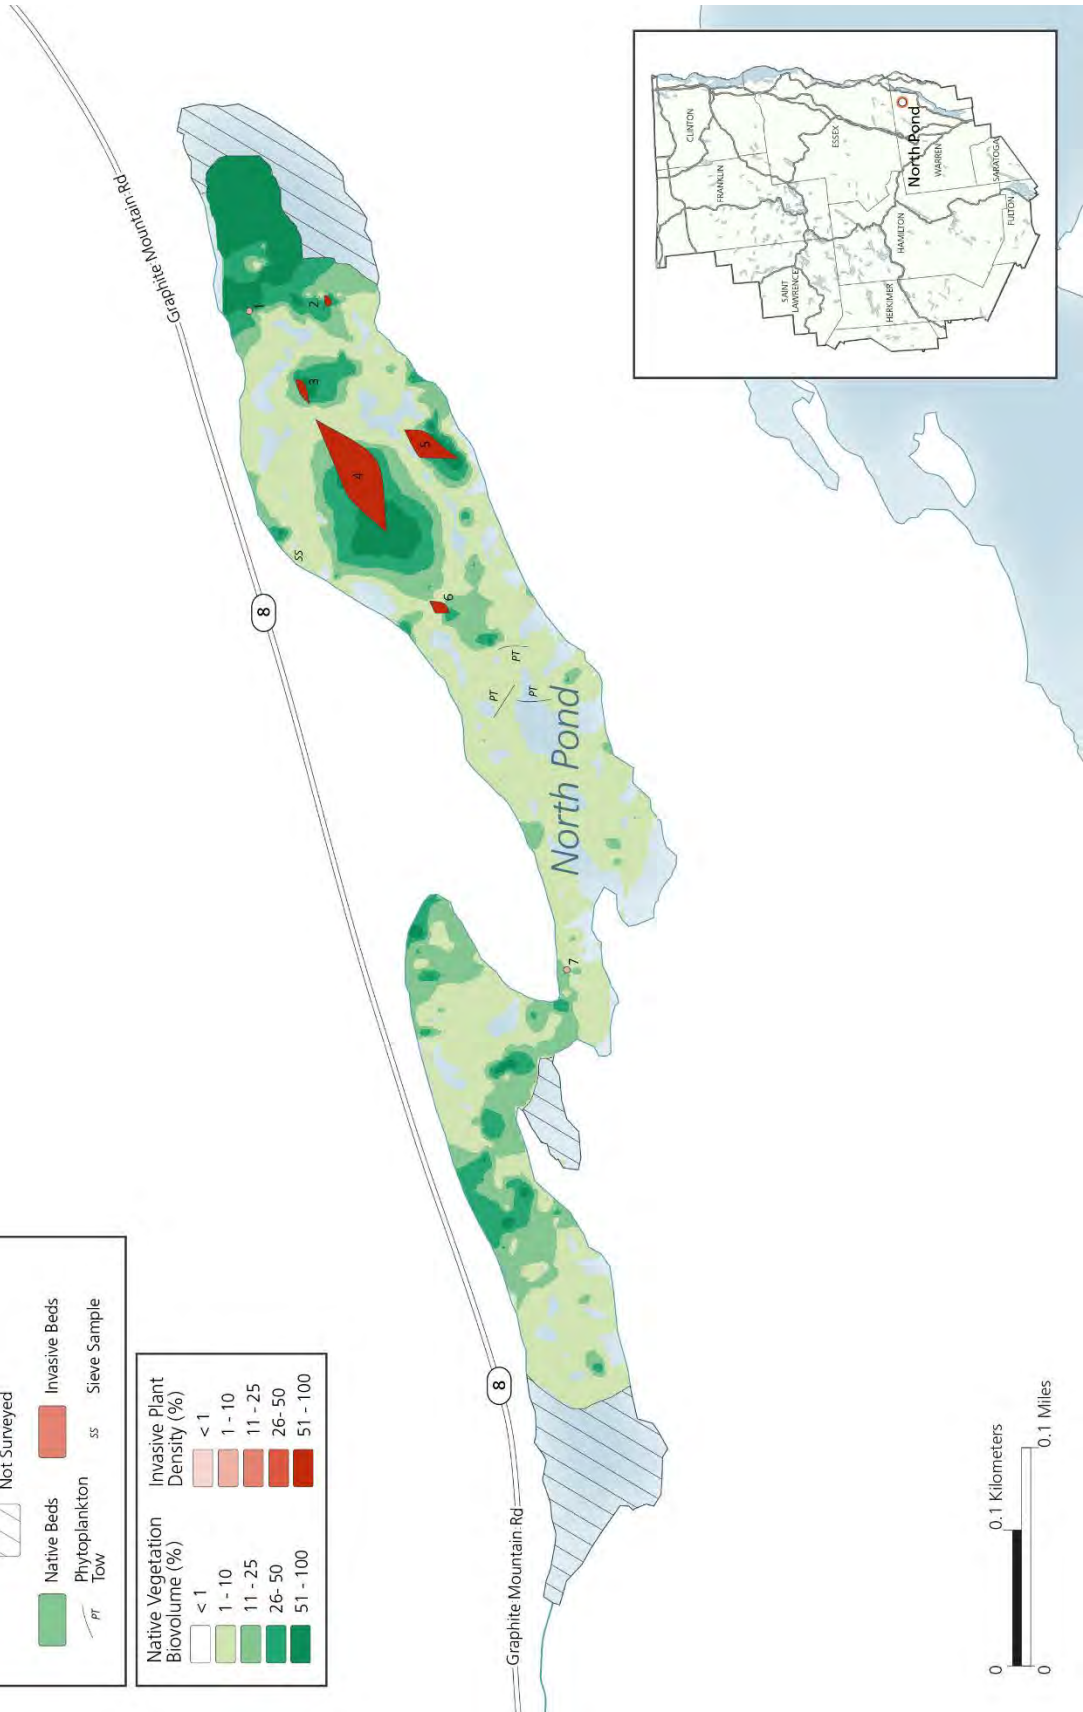 Not Surveyed
Native Beds
Invasive Beds
PT
Phytoplankton
Tow
SS
Sieve Sample
Native Vegetation
Biovolume (%)
< 1
1 - 10
11 - 25
26- 50
51 - 100
Invasive Plant
Density (%)
< 1
1 - 10
11 - 25
26- 50
51 - 100
Graphite Mountain Rd
8
Graphite Mountain Rd
8
North Pond
1
2
3
4
5
6
7
SS
PT
PT
PT
0 0.1 Kilometers
0 0.1 Miles
CLINTON
FRANKLIN
ESSEX
SAINT
LAWRENCE
HAMILTON
HERKIMER
WARREN
SARATOGA
FULTON
North Pond